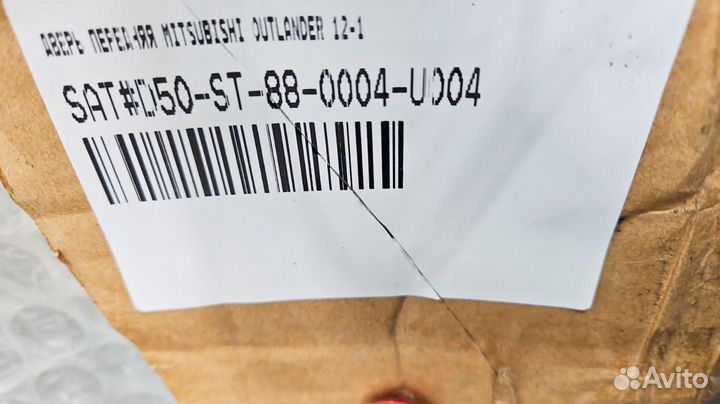 ДВЕРЬ ПЕРЕДНЯЯ MITSUBISHI OUTLANDER 12-1
SAT#D50-ST-88-0004-U004
Avito